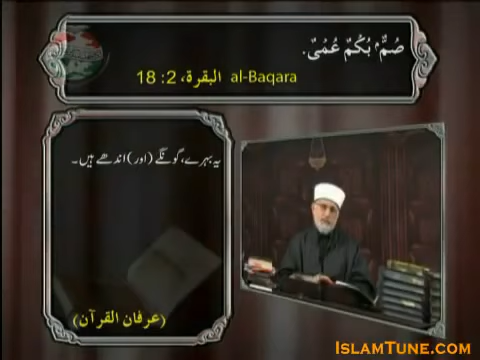 صُمٌّۢ بُكْمٌ عُمْىٌ.
البقرة، 2: 18 al-Baqara
یہ بہرے، گونگے (اور) اندھے ہیں۔
(عرفان القرآن)
ISLAMTUNE.COM